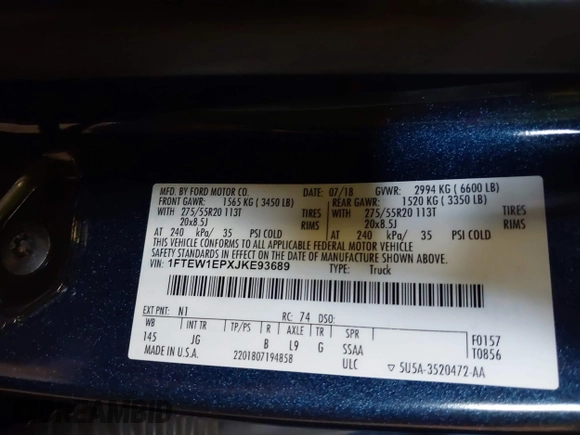 MFD. BY FORD MOTOR CO. DATE: 07/18 GVWR: 2994 KG ( 6600 LB)
FRONT GAWR: 1565 KG ( 3450 LB) REAR GAWR: 1520 KG ( 3350 LB)
WITH 275/55R20 113T TIRES WITH 275/55R20 113T TIRES
20x8.5J RIMS 20x8.5J RIMS
AT 240 kPa/ 35 PSI COLD AT 240 kPa/ 35 PSI COLD
THIS VEHICLE CONFORMS TO ALL APPLICABLE FEDERAL MOTOR VEHICLE
SAFETY STANDARDS IN EFFECT ON THE DATE OF MANUFACTURE SHOWN ABOVE.
VIN: 1FTEW1EPXJKE93689 TYPE: Truck
EXT PNT: N1 RC: 74 DSO:
WB INT TR TP/PS R AXLE TR SPR F0157
145 JG B L9 G SSAA T0856
MADE IN U.S.A. 2201807194858 ULC 5U5A-3520472-AA